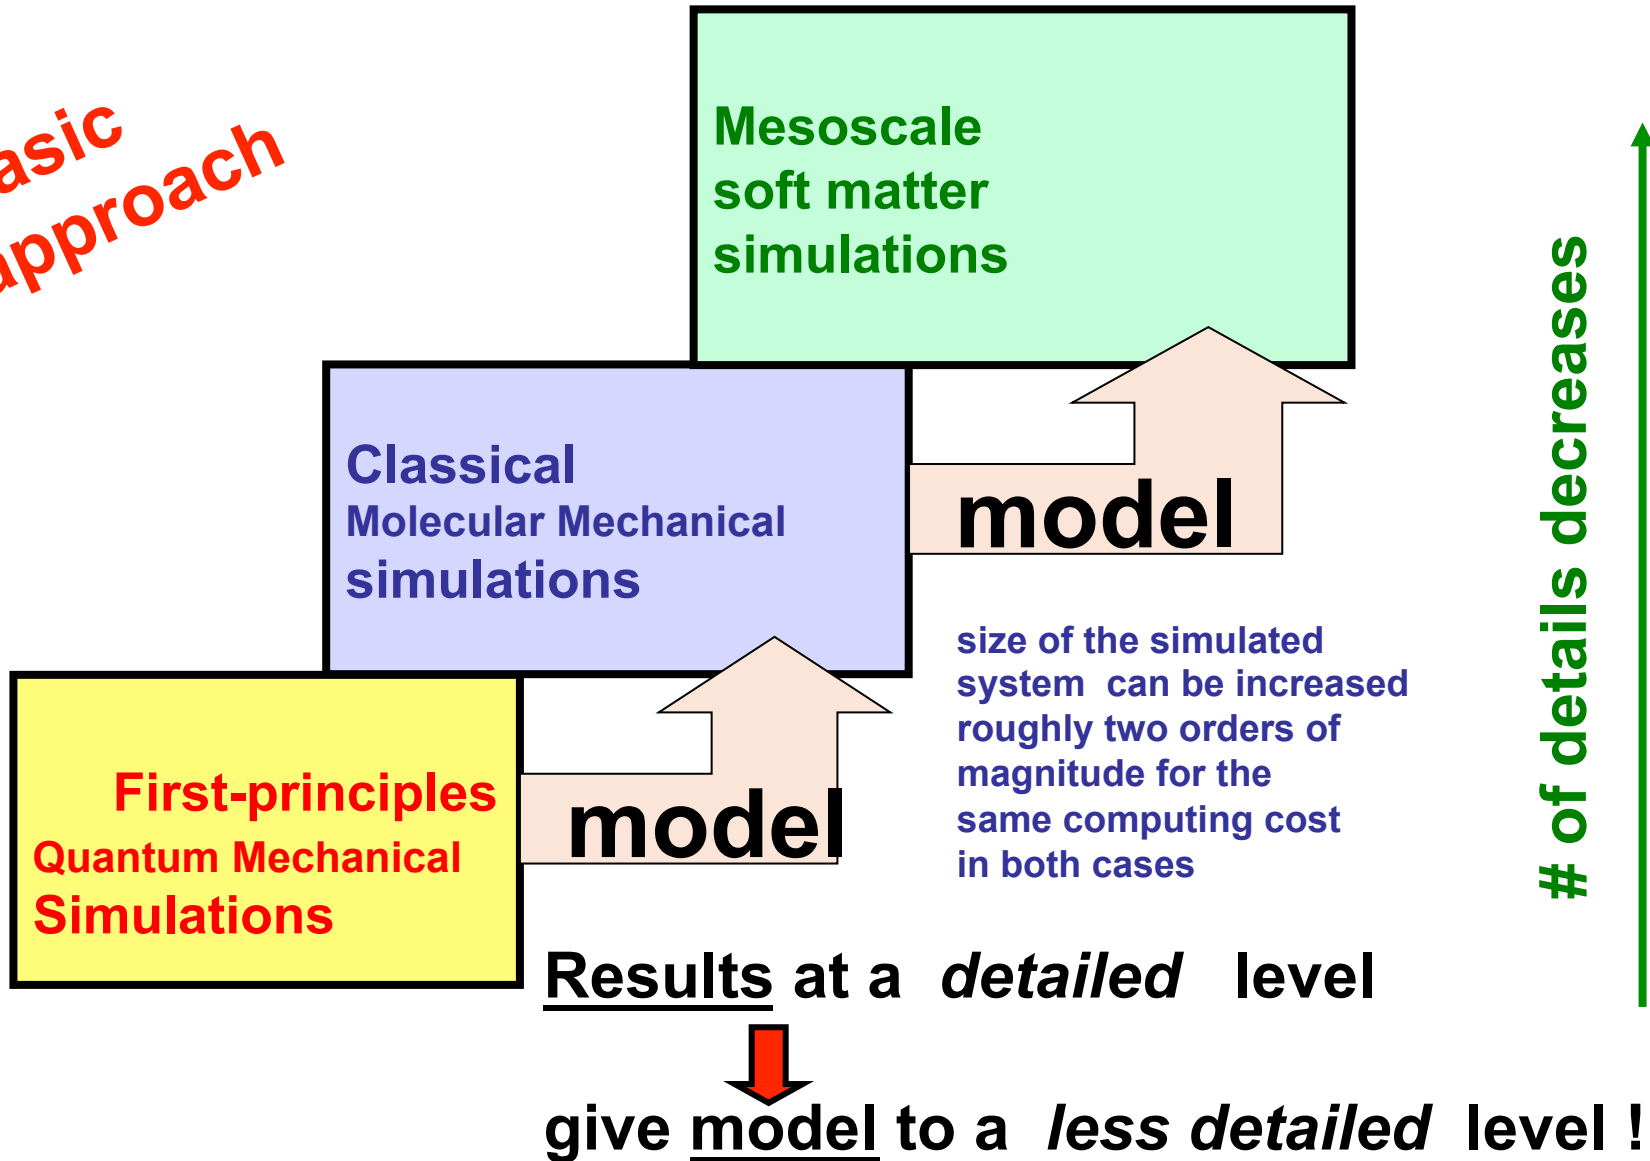 asic
approach
Mesoscale
soft matter
simulations
Classical
Molecular Mechanical
simulations
model
First-principles
Quantum Mechanical
Simulations
model
size of the simulated
system can be increased
roughly two orders of
magnitude for the
same computing cost
in both cases
# of details decreases
Results at a detailed level
give model to a less detailed level !